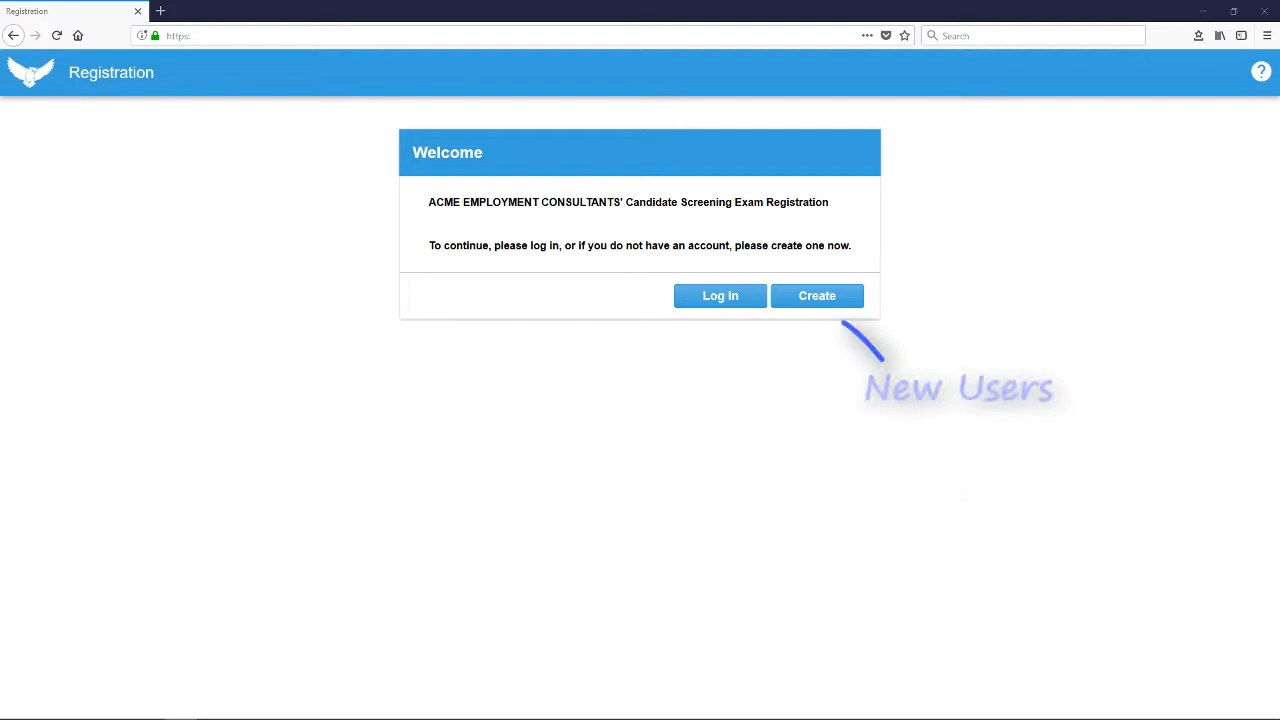 Registration
https:
Search
Registration
?
Welcome
ACME EMPLOYMENT CONSULTANTS' Candidate Screening Exam Registration
To continue, please log in, or if you do not have an account, please create one now.
Log In Create
New Users